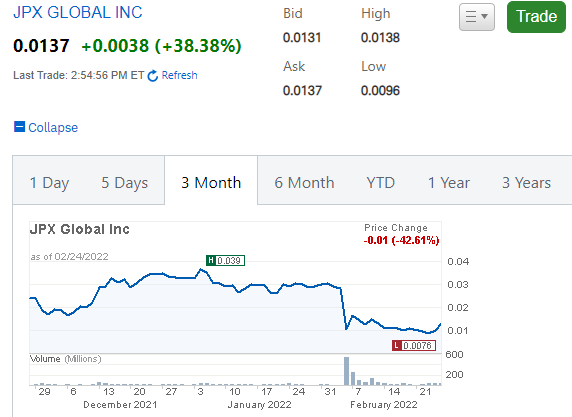 JPX GLOBAL INC
0.0137 +0.0038 (+38.38%)
Last Trade: 2:54:56 PM ET Refresh
Bid High
0.0131 0.0138
Ask Low
0.0137 0.0096
Trade
Collapse
1 Day 5 Days 3 Month 6 Month YTD 1 Year 3 Years
JPX Global Inc
Price Change
-0.01 (-42.61%)
as of 02/24/2022
H 0.039
0.04
0.03
0.02
0.01
L 0.0076
Volume (Millions)
600
200
29 6 13 20 27 3 10 17 24 31 7 14 21
December 2021 January 2022 February 2022